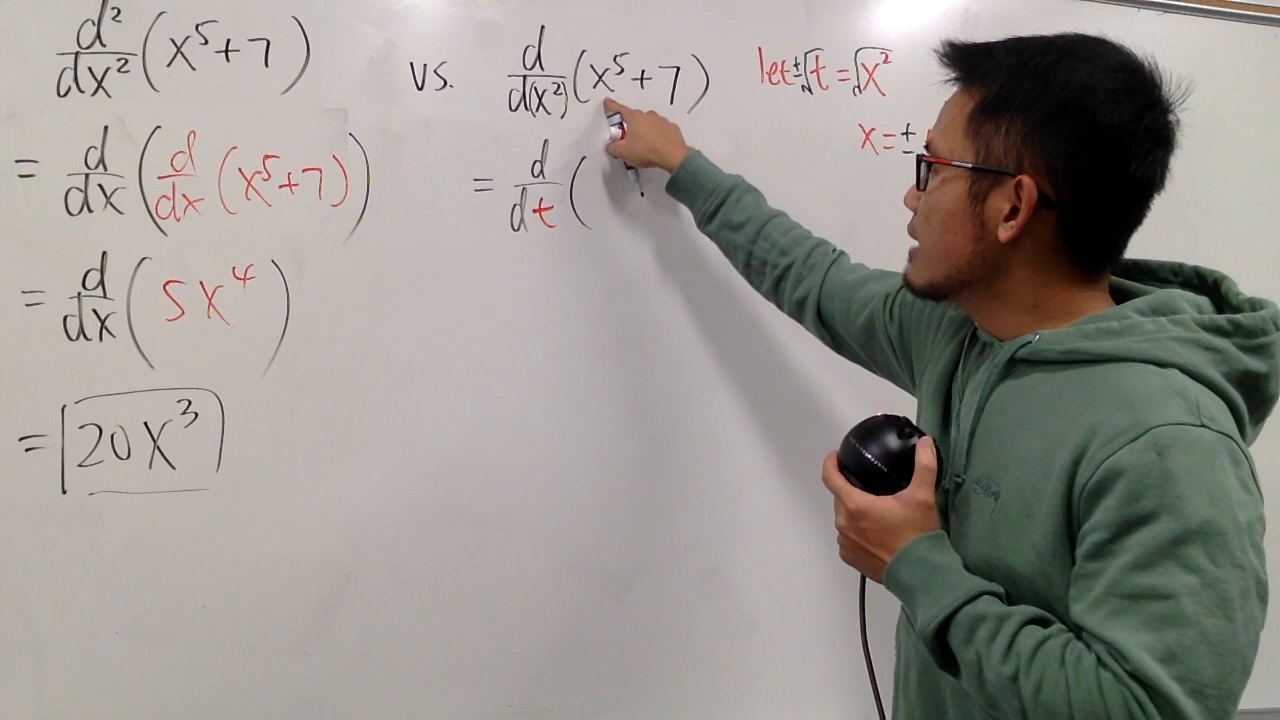 d²/dx² (x⁵+7) vs. d/d(x²) (x⁵+7) let ±√t = √x²
= d/dx (d/dx (x⁵+7)) = d/dt ( x = ±
= d/dx (5x⁴)
= 20x³